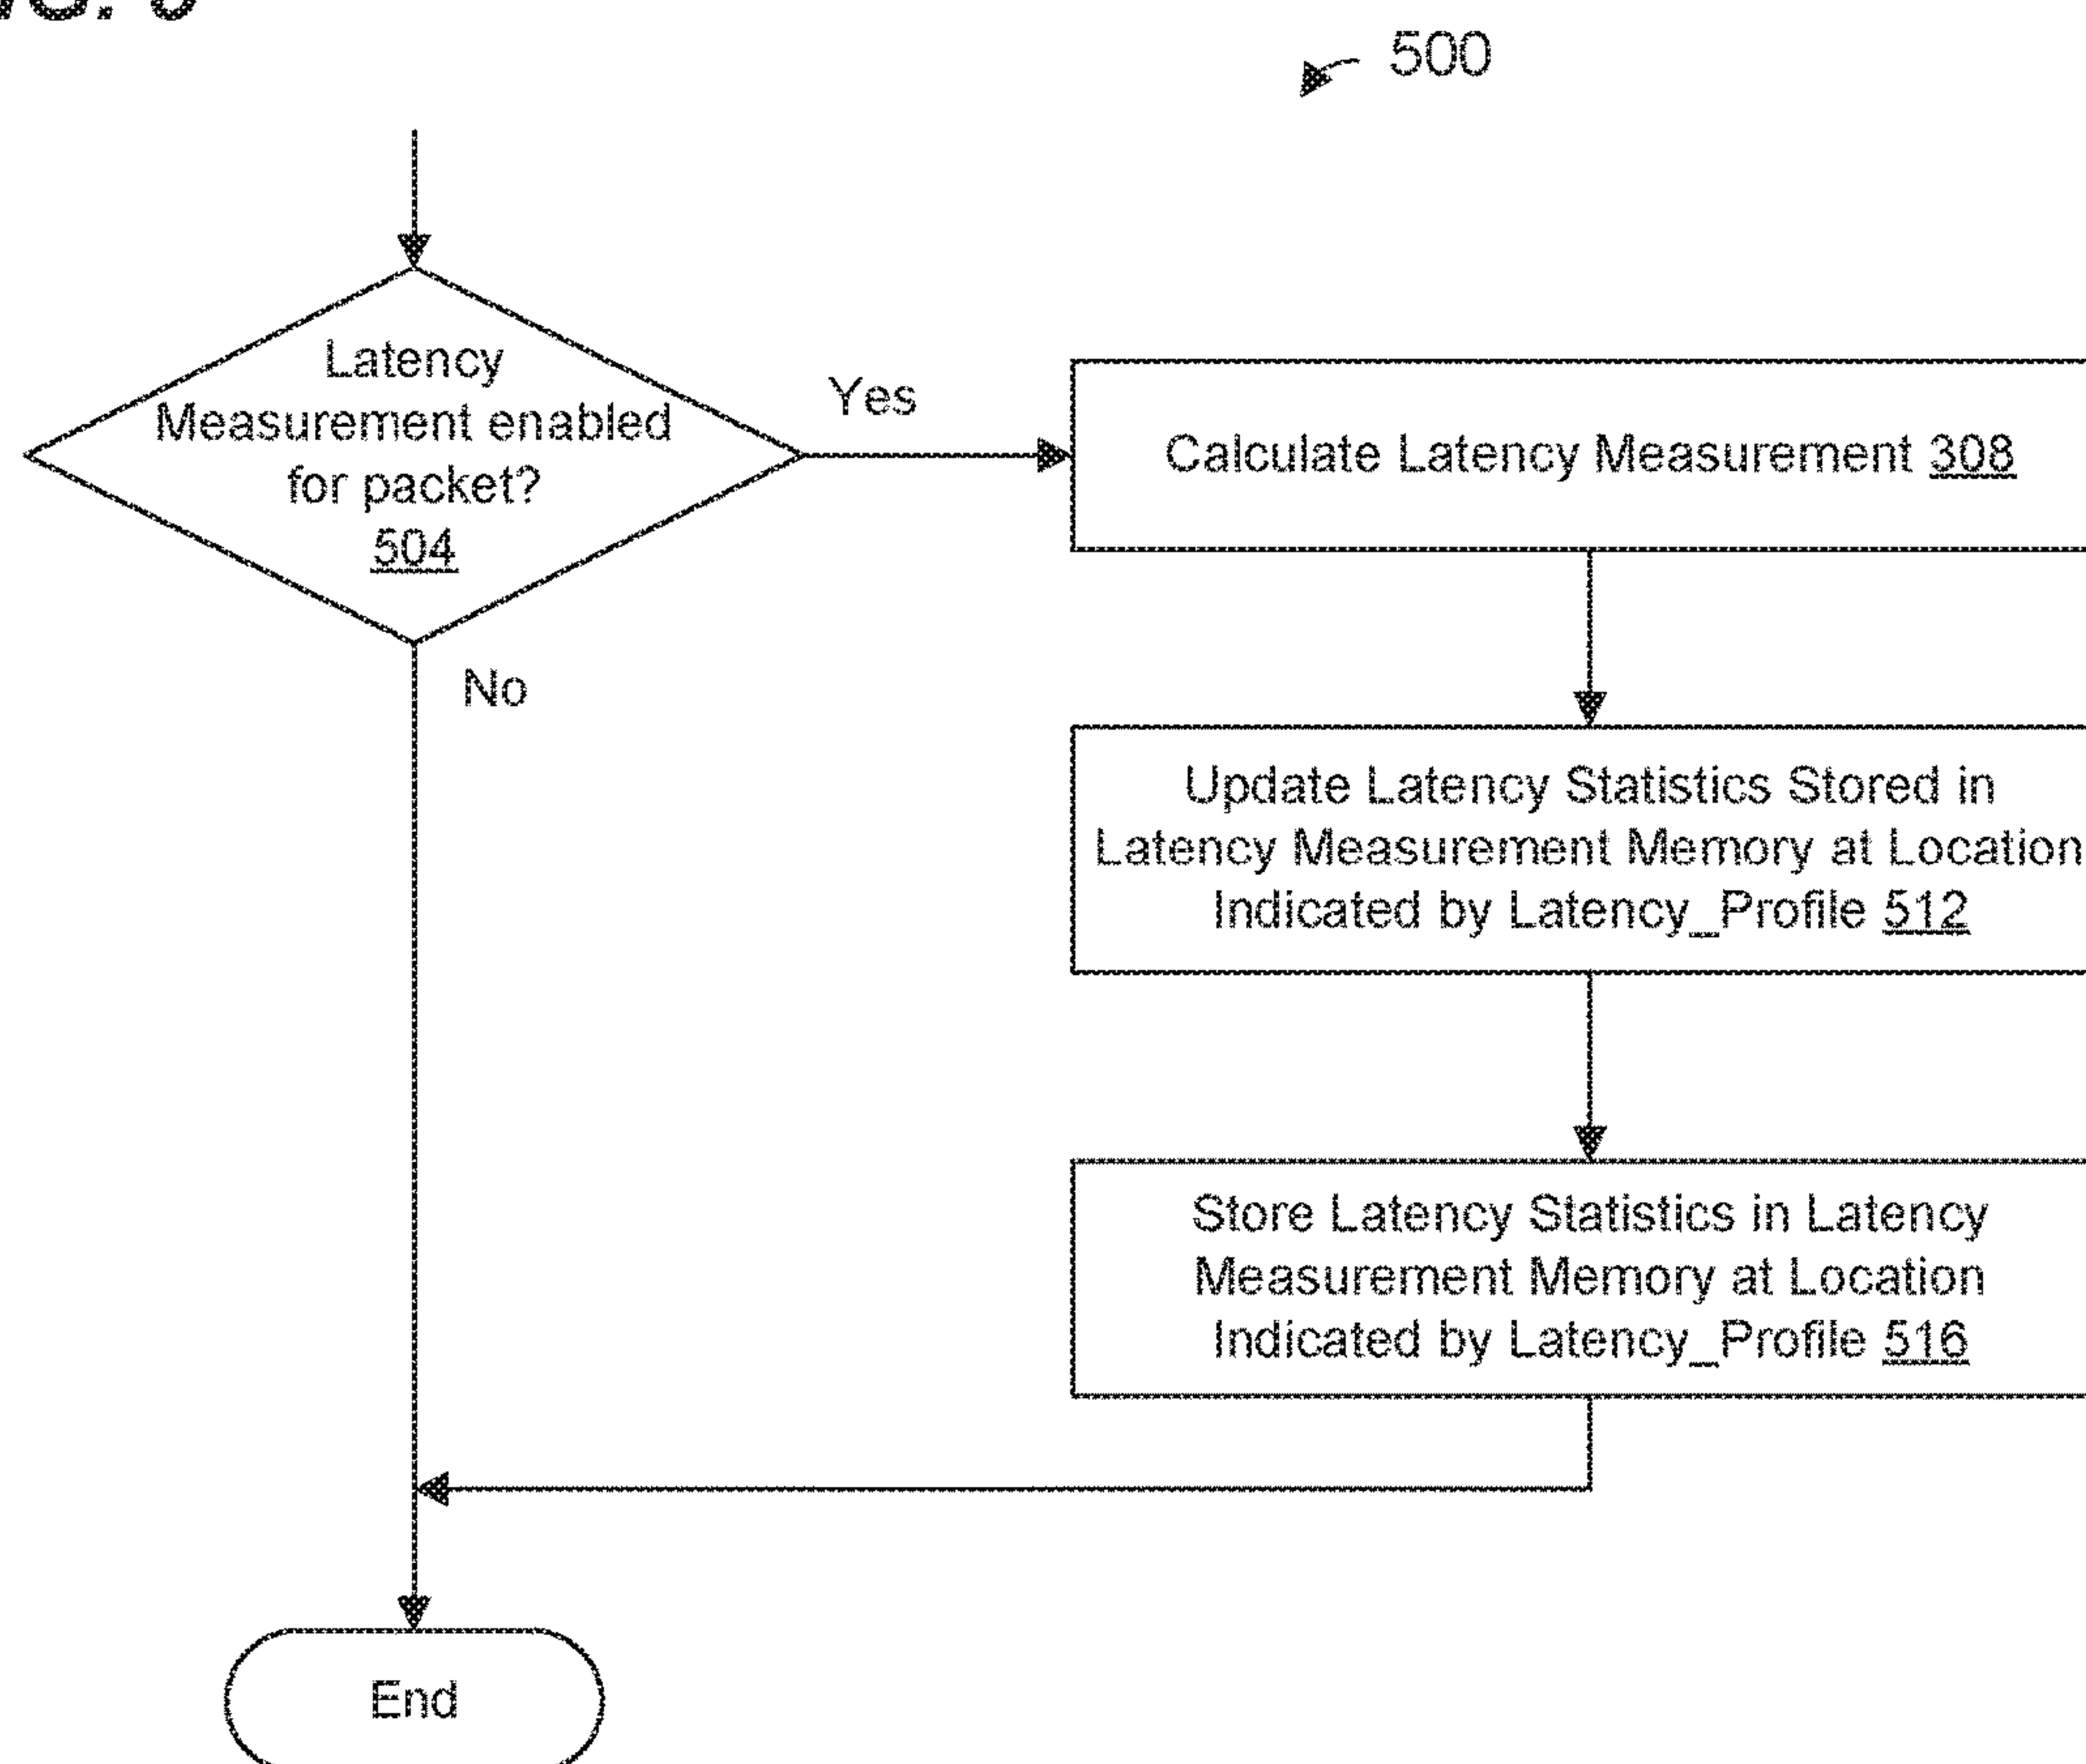 500
Latency
Measurement enabled
for packet?
504
Yes
No
Calculate Latency Measurement 308
Update Latency Statistics Stored in
Latency Measurement Memory at Location
Indicated by Latency_Profile 512
Store Latency Statistics in Latency
Measurement Memory at Location
Indicated by Latency_Profile 516
End